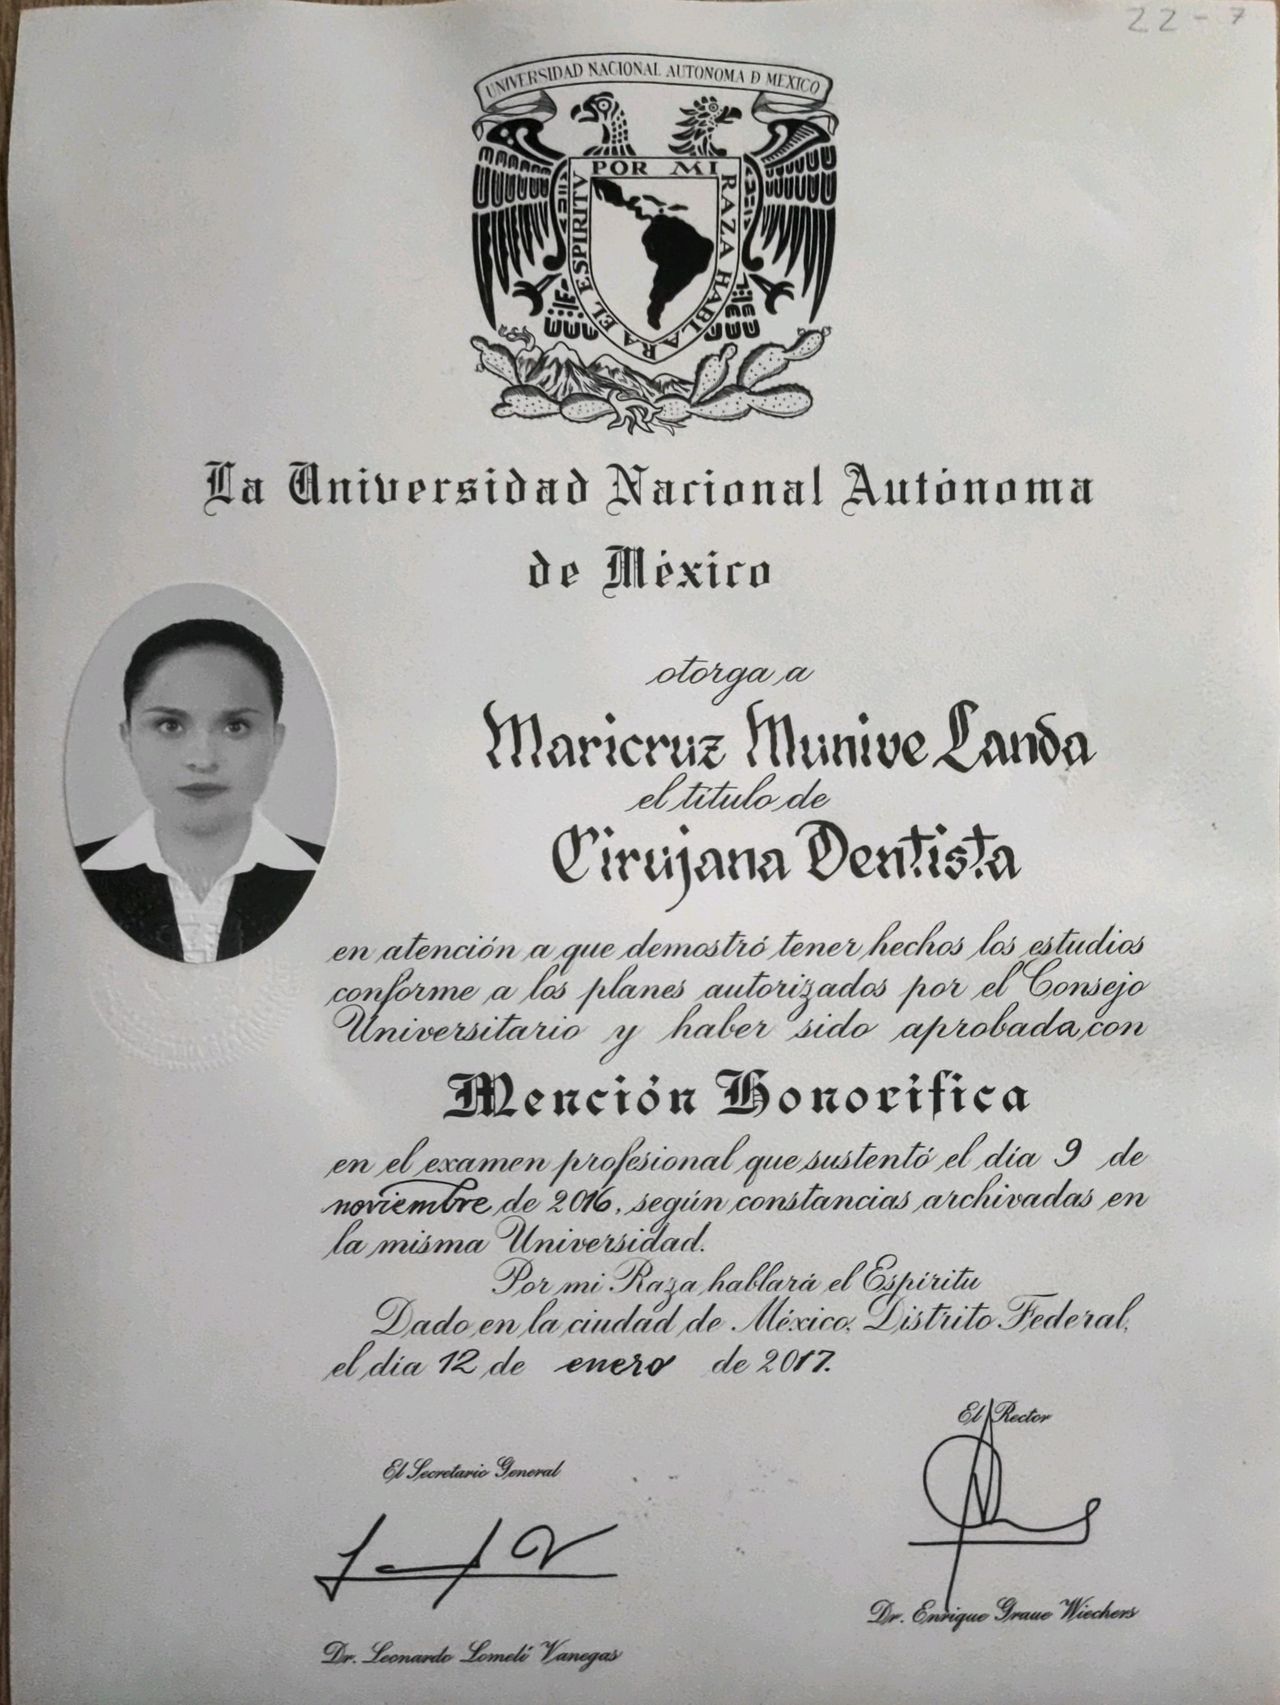 22-7
UNIVERSIDAD NACIONAL AUTONOMA D MEXICO
POR MI RAZA HABLARA EL ESPIRITV
La Universidad Nacional Autónoma
de México
otorga a
Maricruz Munive Landa
el título de
Cirujana Dentista
en atención a que demostró tener hechos los estudios
conforme a los planes autorizados por el Consejo
Universitario y haber sido aprobada con
Mención Honorífica
en el examen profesional que sustentó el día 9 de
noviembre de 2016, según constancias archivadas en
la misma Universidad.
Por mi Raza hablará el Espíritu
Dado en la ciudad de México, Distrito Federal,
el día 12 de enero de 2017.
El Rector
El Secretario General
Dr. Enrique Graue Wiechers
Dr. Leonardo Lomelí Vanegas